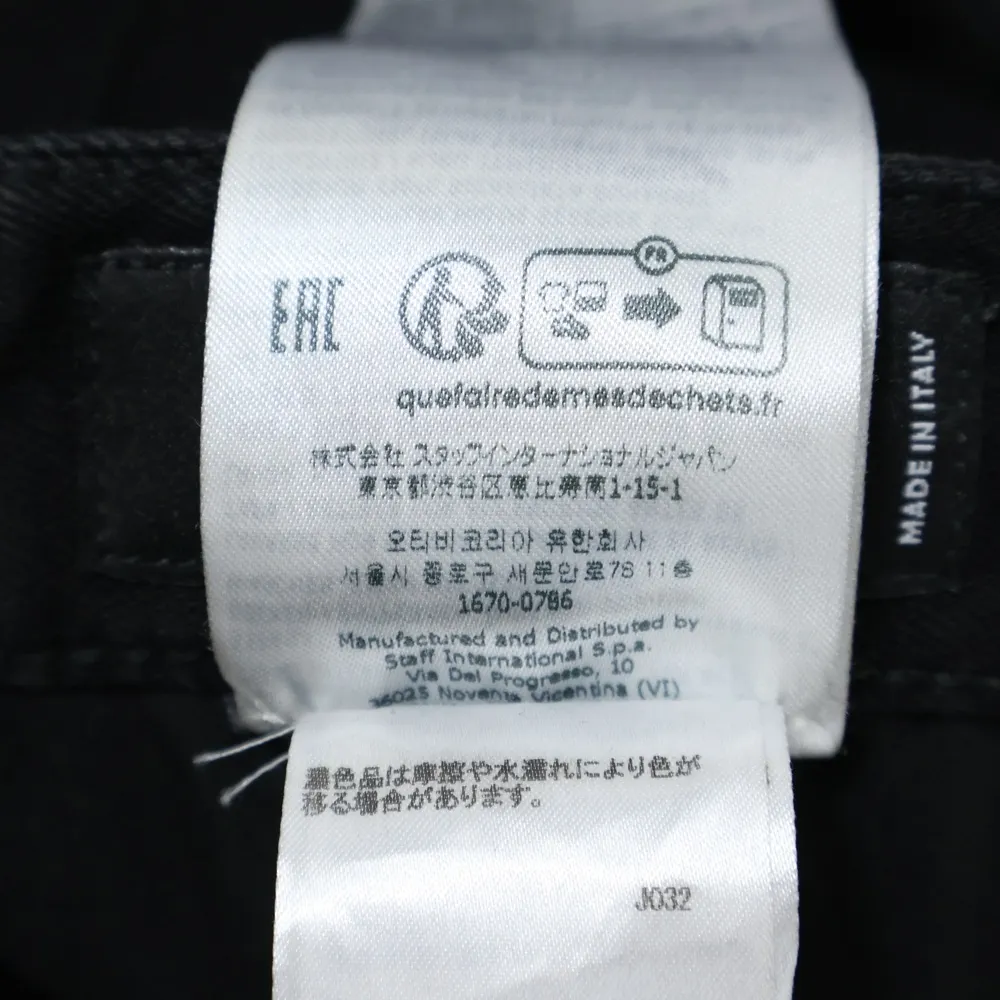 EAC
FR
quefairedemesdechets.fr
株式会社 スタッフインターナショナルジャパン
東京都渋谷区恵比寿南1-15-1
오티비코리아 유한회사
서울시 종로구 새문안로76 11층
1670-0786
Manufactured and Distributed by
Staff International S.p.a.
Via Del Progresso, 10
36025 Noventa Vicentina (VI)
MADE IN ITALY
濃色品は摩擦や水濡れにより色が
移る場合があります。
J032